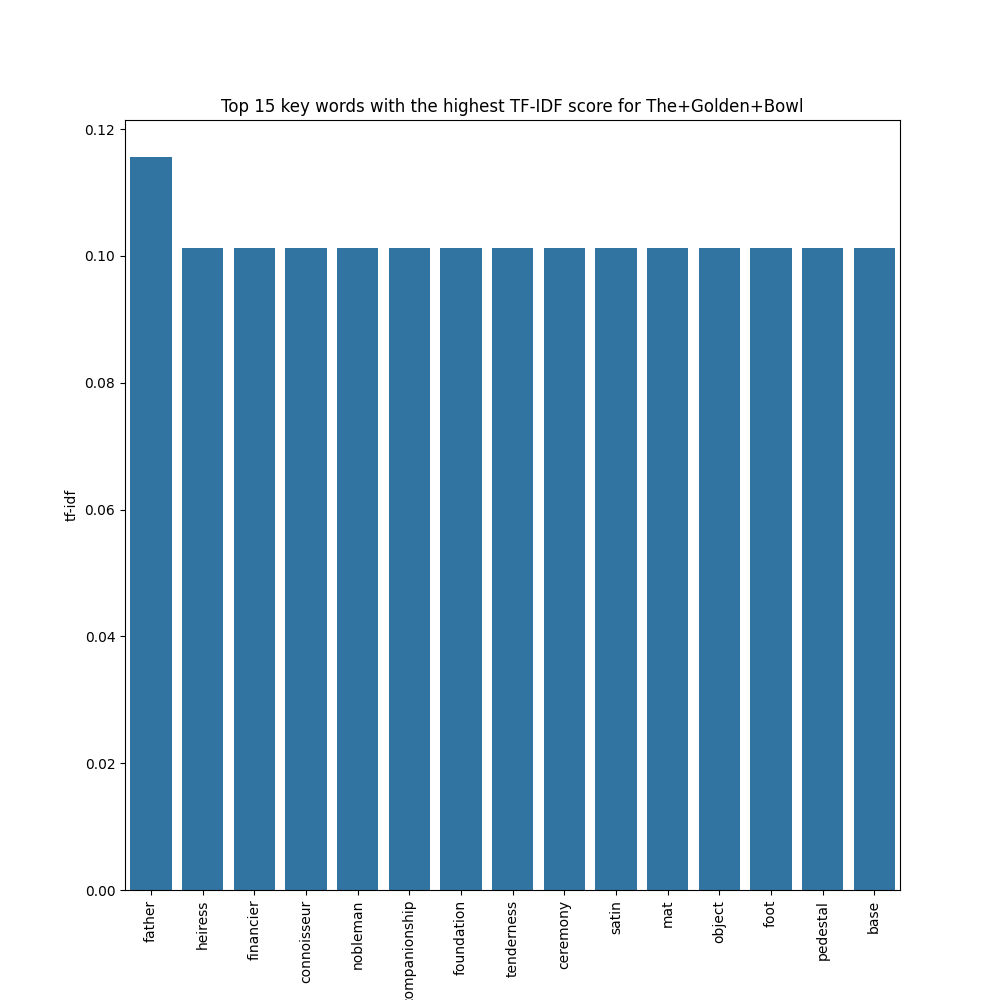 Top 15 key words with the highest TF-IDF score for The+Golden+Bowl
0.12
0.10
0.08
0.06
0.04
0.02
0.00
tf-idf
father
heiress
financier
connoisseur
nobleman
ompanionship
foundation
tenderness
ceremony
satin
mat
object
foot
pedestal
base